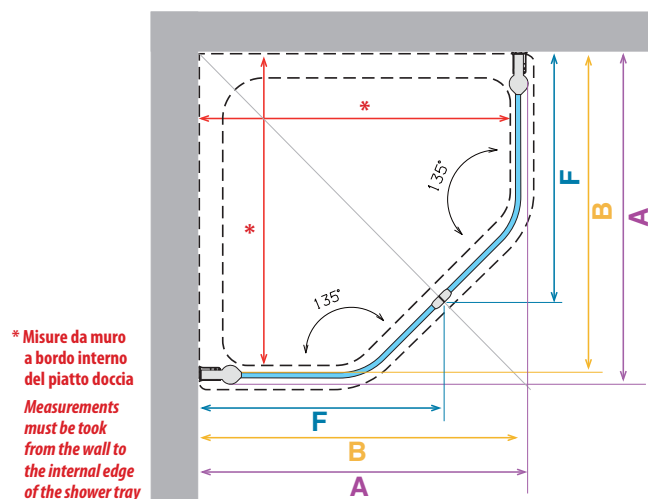 *
135°
F
B
A
*
135°
* Misure da muro
a bordo interno
del piatto doccia
Measurements
must be took
from the wall to
the internal edge
of the shower tray
F
B
A